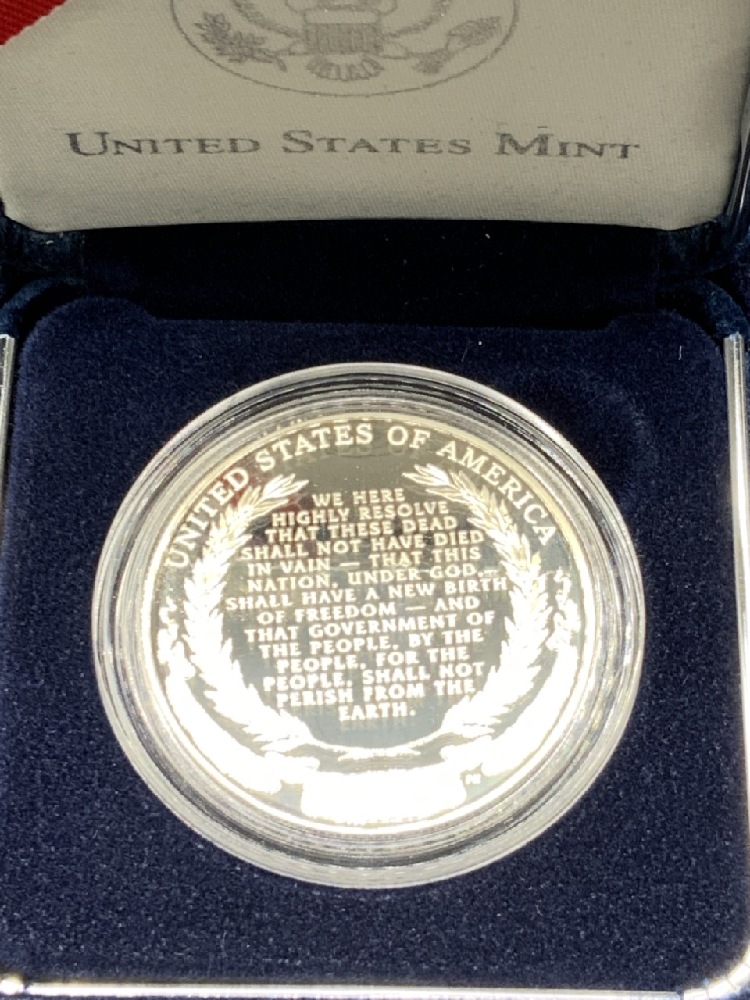 UNITED STATES MINT
UNITED STATES OF AMERICA
WE HERE
HIGHLY RESOLVE
THAT THESE DEAD
SHALL NOT HAVE DIED
IN VAIN — THAT THIS
NATION, UNDER GOD,—
SHALL HAVE A NEW BIRTH
OF FREEDOM — AND
THAT GOVERNMENT OF
THE PEOPLE, BY THE
PEOPLE, FOR THE
PEOPLE, SHALL NOT
PERISH FROM THE
EARTH.